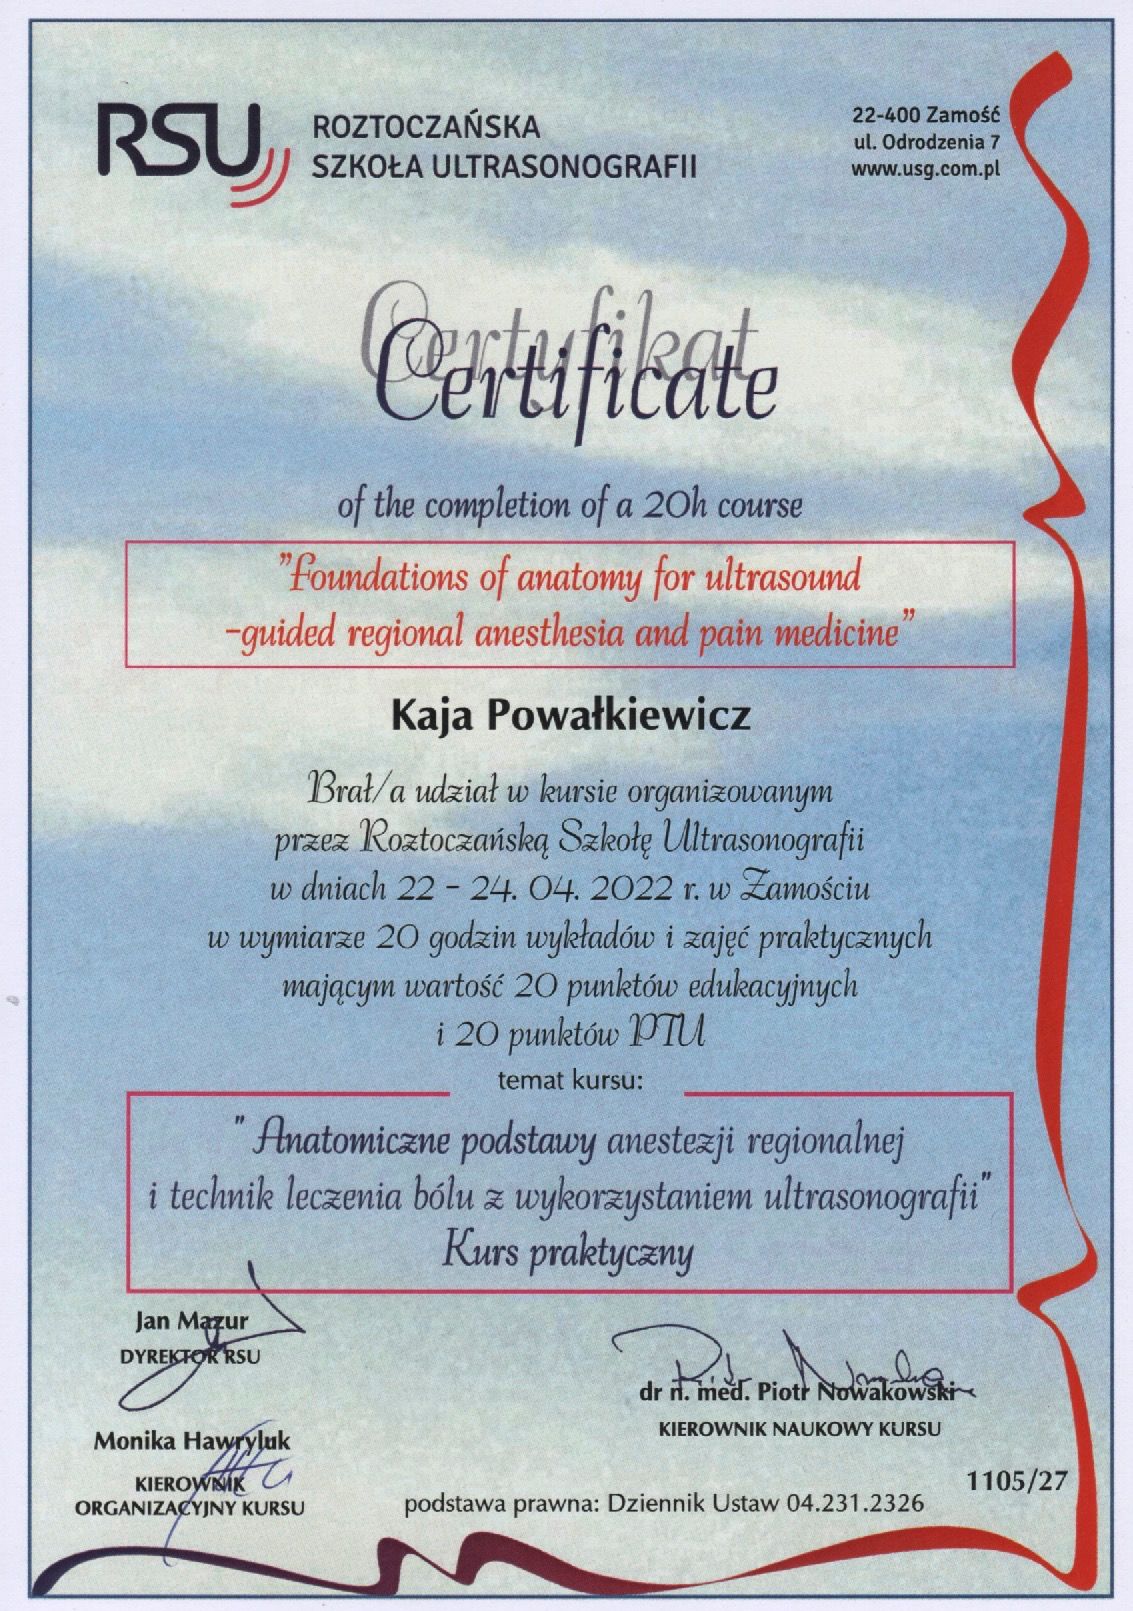 RSU
ROZTOCZAŃSKA
SZKOŁA ULTRASONOGRAFII
22-400 Zamość
ul. Odrodzenia 7
www.usg.com.pl
Certyfikat
Certificate
of the completion of a 20h course
"Foundations of anatomy for ultrasound
-guided regional anesthesia and pain medicine"
Kaja Powałkiewicz
Brał/a udział w kursie organizowanym
przez Roztoczańską Szkołę Ultrasonografii
w dniach 22 - 24. 04. 2022 r. w Zamościu
w wymiarze 20 godzin wykładów i zajęć praktycznych
mającym wartość 20 punktów edukacyjnych
i 20 punktów PTU
temat kursu:
" Anatomiczne podstawy anestezji regionalnej
i technik leczenia bólu z wykorzystaniem ultrasonografii"
Kurs praktyczny
Jan Mazur
DYREKTOR RSU
Piotr Nowakowski
dr n. med. Piotr Nowakowski
KIEROWNIK NAUKOWY KURSU
Monika Hawryluk
KIEROWNIK
ORGANIZACYJNY KURSU
1105/27
podstawa prawna: Dziennik Ustaw 04.231.2326